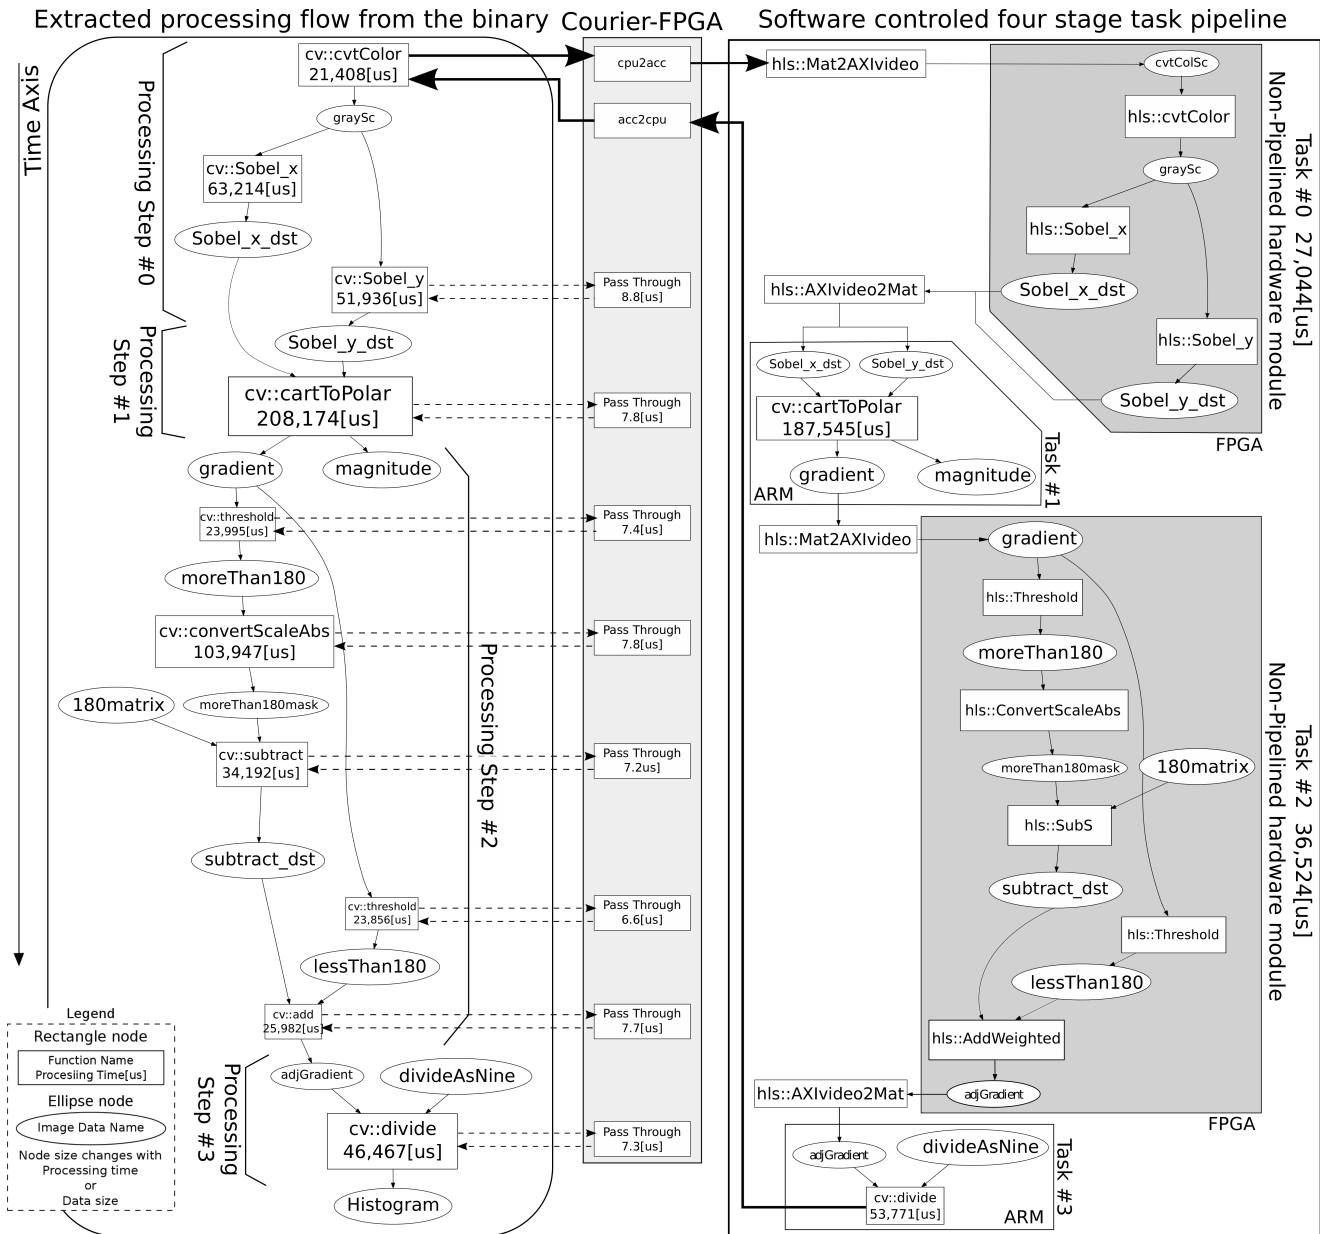 Extracted processing flow from the binary
Courier-FPGA
Software controled four stage task pipeline
Time Axis
Processing Step #0
cv::cvtColor
21,408[us]
graySc
cv::Sobel_x
63,214[us]
Sobel_x_dst
cv::Sobel_y
51,936[us]
Sobel_y_dst
Processing
Step #1
cv::cartToPolar
208,174[us]
gradient
magnitude
Processing Step #2
cv::threshold
23,995[us]
moreThan180
cv::convertScaleAbs
103,947[us]
180matrix
moreThan180mask
cv::subtract
34,192[us]
subtract_dst
cv::threshold
23,856[us]
lessThan180
cv::add
25,982[us]
Processing
Step #3
adjGradient
divideAsNine
cv::divide
46,467[us]
Histogram
Legend
Rectangle node
Function Name
Procesiing Time[us]
Ellipse node
Image Data Name
Node size changes with
Processing time
or
Data size
cpu2acc
acc2cpu
Pass Through
8.8[us]
Pass Through
7.8[us]
Pass Through
7.4[us]
Pass Through
7.8[us]
Pass Through
7.2us]
Pass Through
6.6[us]
Pass Through
7.7[us]
Pass Through
7.3[us]
hls::Mat2AXIvideo
cvtColSc
hls::cvtColor
graySc
hls::Sobel_x
Sobel_x_dst
hls::Sobel_y
Sobel_y_dst
FPGA
Task #0 27,044[us]
Non-Pipelined hardware module
hls::AXIvideo2Mat
Sobel_x_dst
Sobel_y_dst
cv::cartToPolar
187,545[us]
gradient
magnitude
ARM
Task #1
hls::Mat2AXIvideo
gradient
hls::Threshold
moreThan180
hls::ConvertScaleAbs
moreThan180mask
180matrix
hls::SubS
subtract_dst
hls::Threshold
lessThan180
hls::AddWeighted
adjGradient
FPGA
Task #2 36,524[us]
Non-Pipelined hardware module
hls::AXIvideo2Mat
adjGradient
divideAsNine
cv::divide
53,771[us]
ARM
Task #3